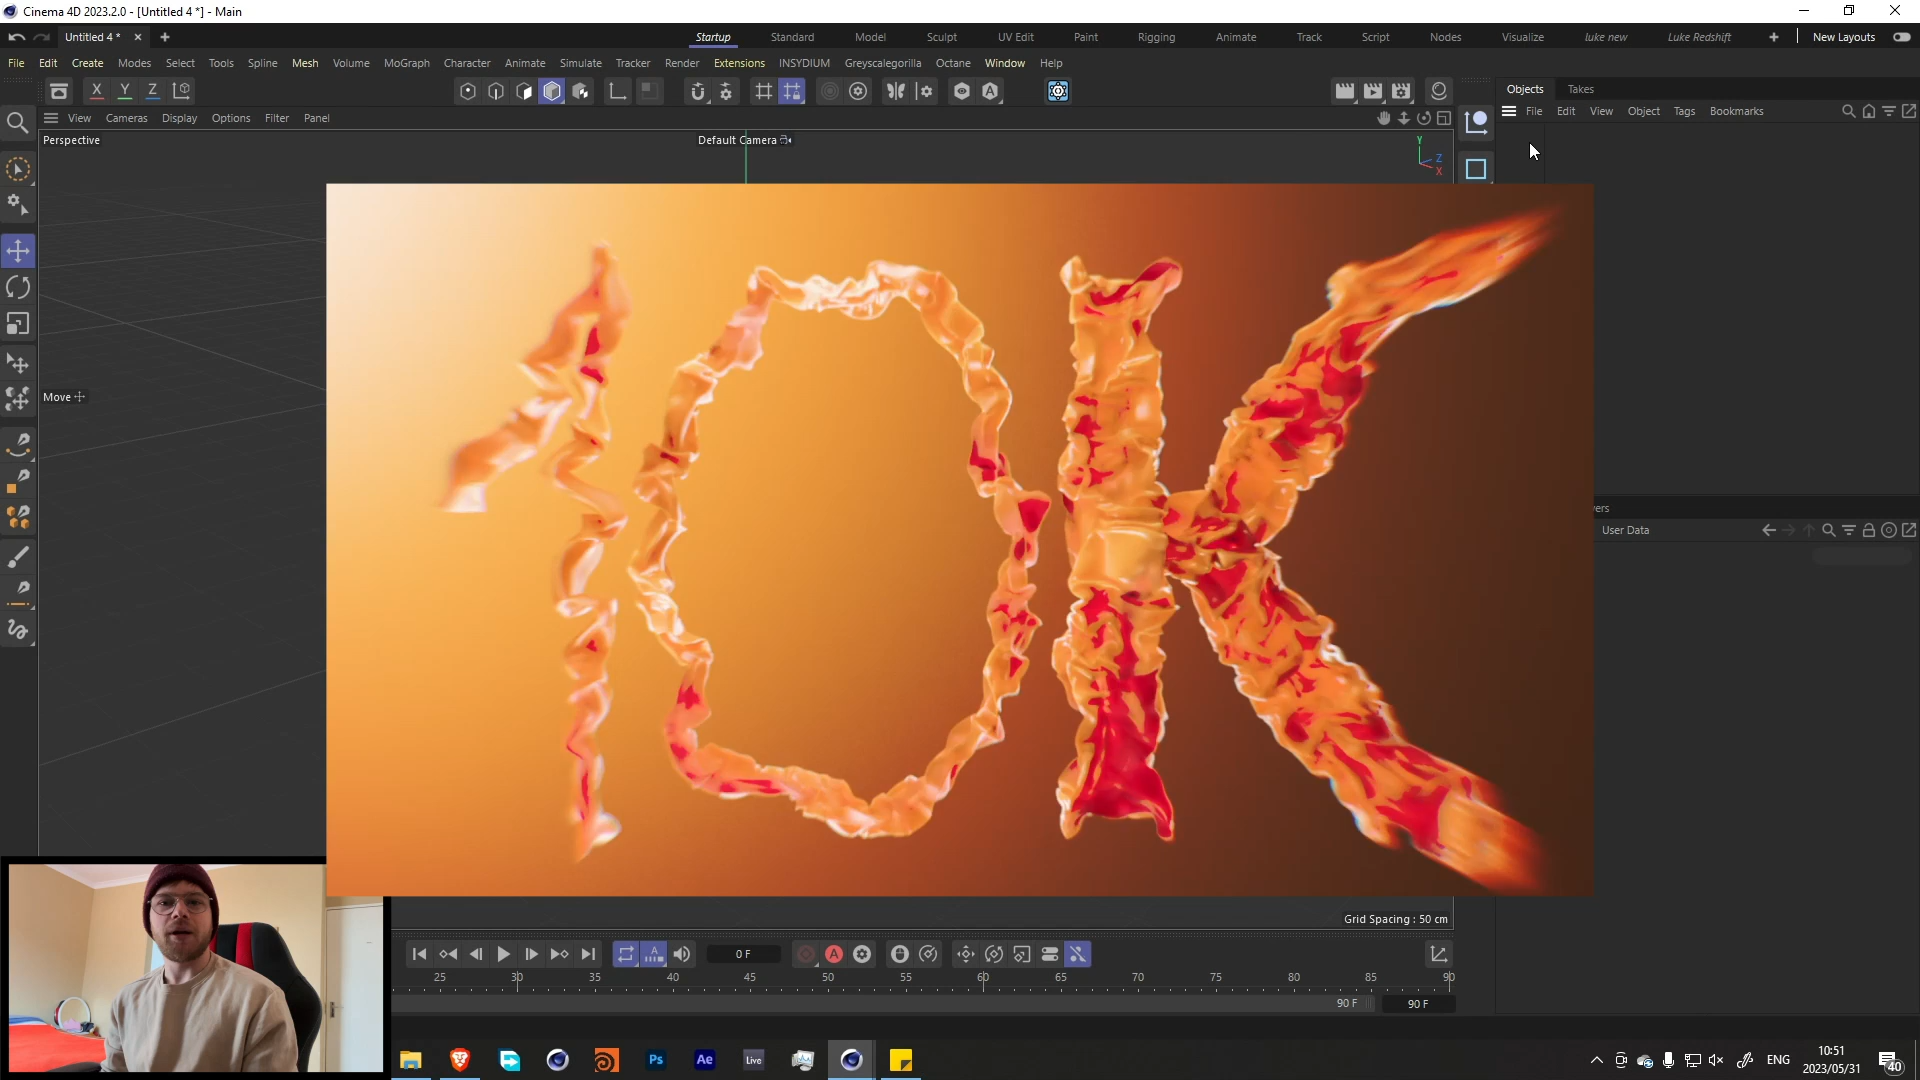 Cinema 4D 2023.2.0 - [Untitled 4 *] - Main
Untitled 4 *
Startup Standard Model Sculpt UV Edit Paint Rigging Animate Track Script Nodes Visualize luke new Luke Redshift New Layouts
File Edit Create Modes Select Tools Spline Mesh Volume MoGraph Character Animate Simulate Tracker Render Extensions INSYDIUM Greyscalegorilla Octane Window Help
X Y Z
Objects Takes
View Cameras Display Options Filter Panel
File Edit View Object Tags Bookmarks
Perspective
Default Camera
Y
Z
X
Move
10K
User Data
Grid Spacing : 50 cm
0 F
25 30 35 40 45 50 55 60 65 70 75 80 85 90
90 F 90 F
Ps Ae Live
ENG
10:51
2023/05/31
40